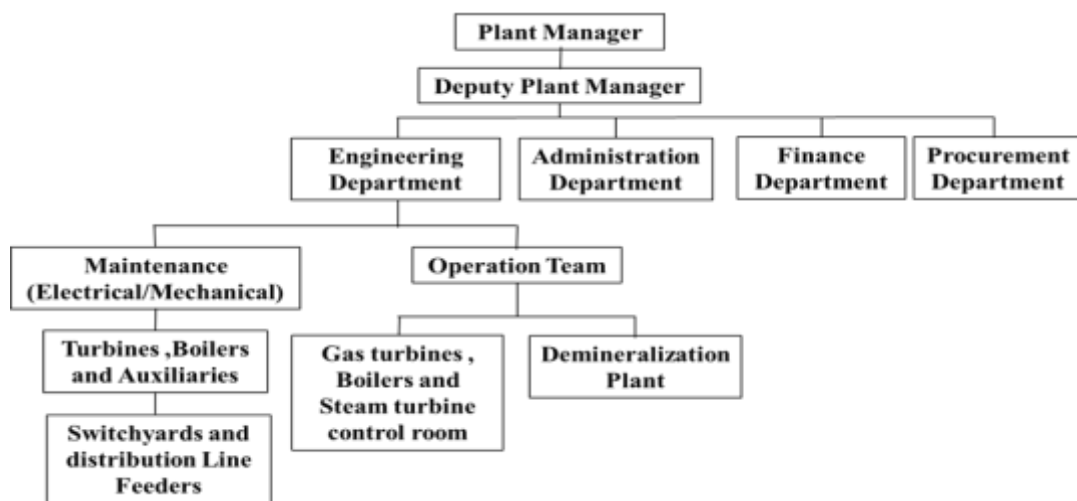 Plant Manager
Deputy Plant Manager
Engineering
Department
Administration
Department
Finance
Department
Procurement
Department
Maintenance
(Electrical/Mechanical)
Operation Team
Turbines ,Boilers
and Auxiliaries
Gas turbines ,
Boilers and
Steam turbine
control room
Demineralization
Plant
Switchyards and
distribution Line
Feeders